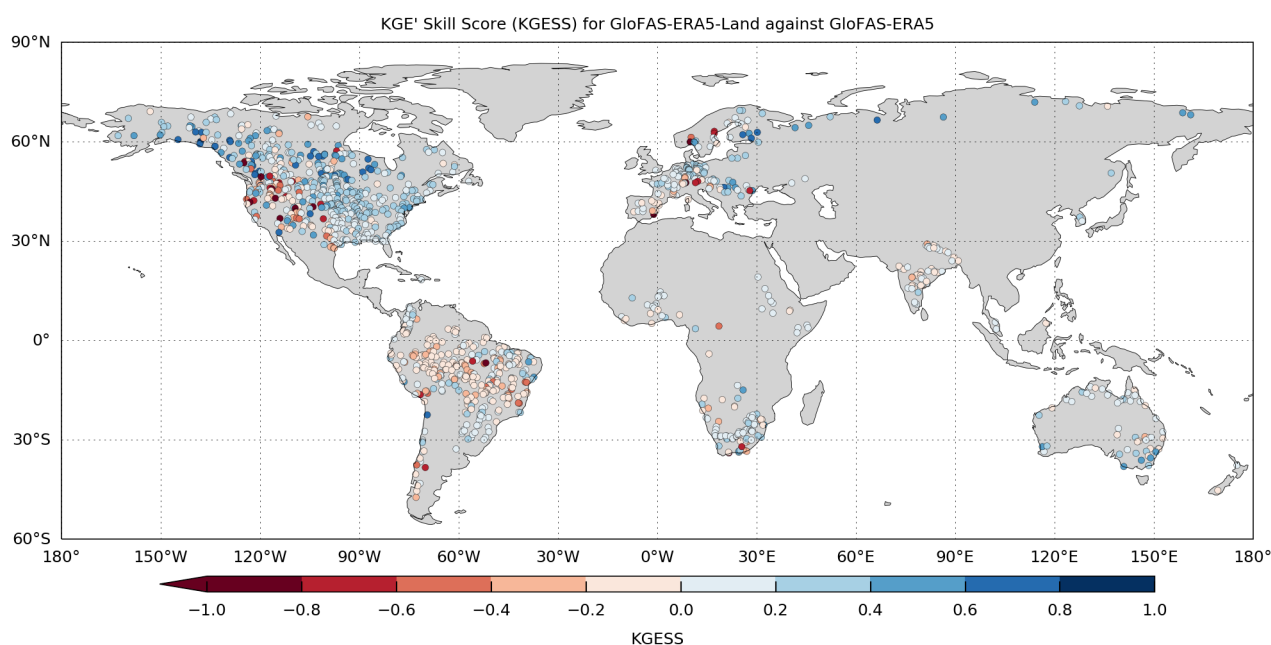 KGE' Skill Score (KGESS) for GloFAS-ERA5-Land against GloFAS-ERA5
90°N
60°N
30°N
0°
30°S
60°S
180° 150°W 120°W 90°W 60°W 30°W 0°W 30°E 60°E 90°E 120°E 150°E 180°
−1.0 −0.8 −0.6 −0.4 −0.2 0.0 0.2 0.4 0.6 0.8 1.0
KGESS